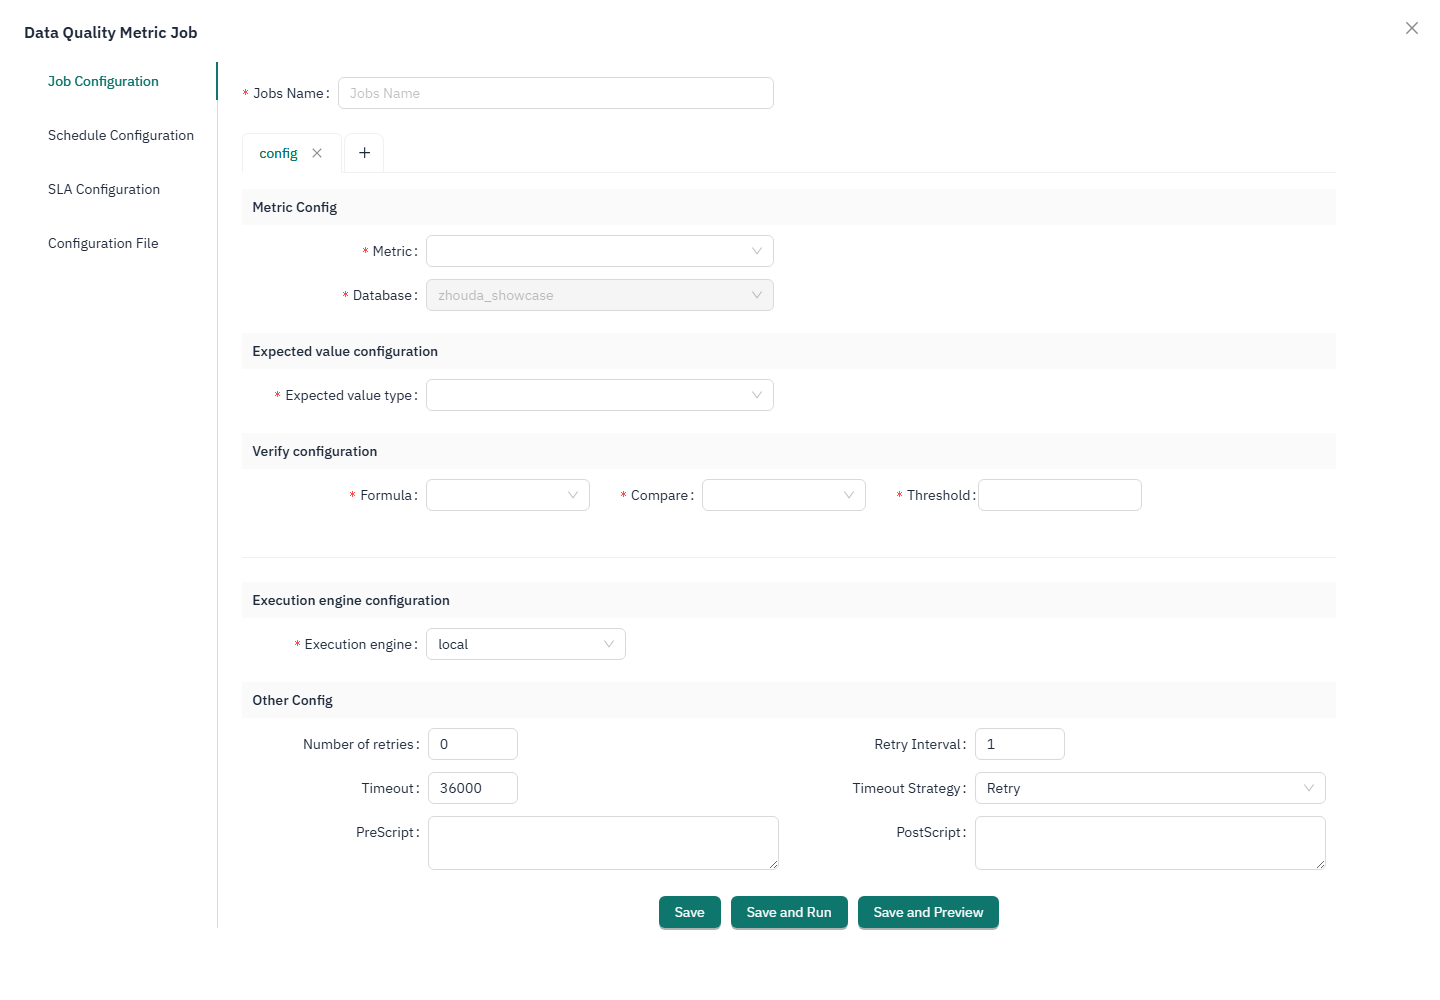 Data Quality Metric Job
Job Configuration
Schedule Configuration
SLA Configuration
Configuration File
* Jobs Name: Jobs Name
config
Metric Config
* Metric:
* Database: zhouda_showcase
Expected value configuration
* Expected value type:
Verify configuration
* Formula: * Compare: * Threshold:
Execution engine configuration
* Execution engine: local
Other Config
Number of retries: 0 Retry Interval: 1
Timeout: 36000 Timeout Strategy: Retry
PreScript: PostScript:
Save Save and Run Save and Preview